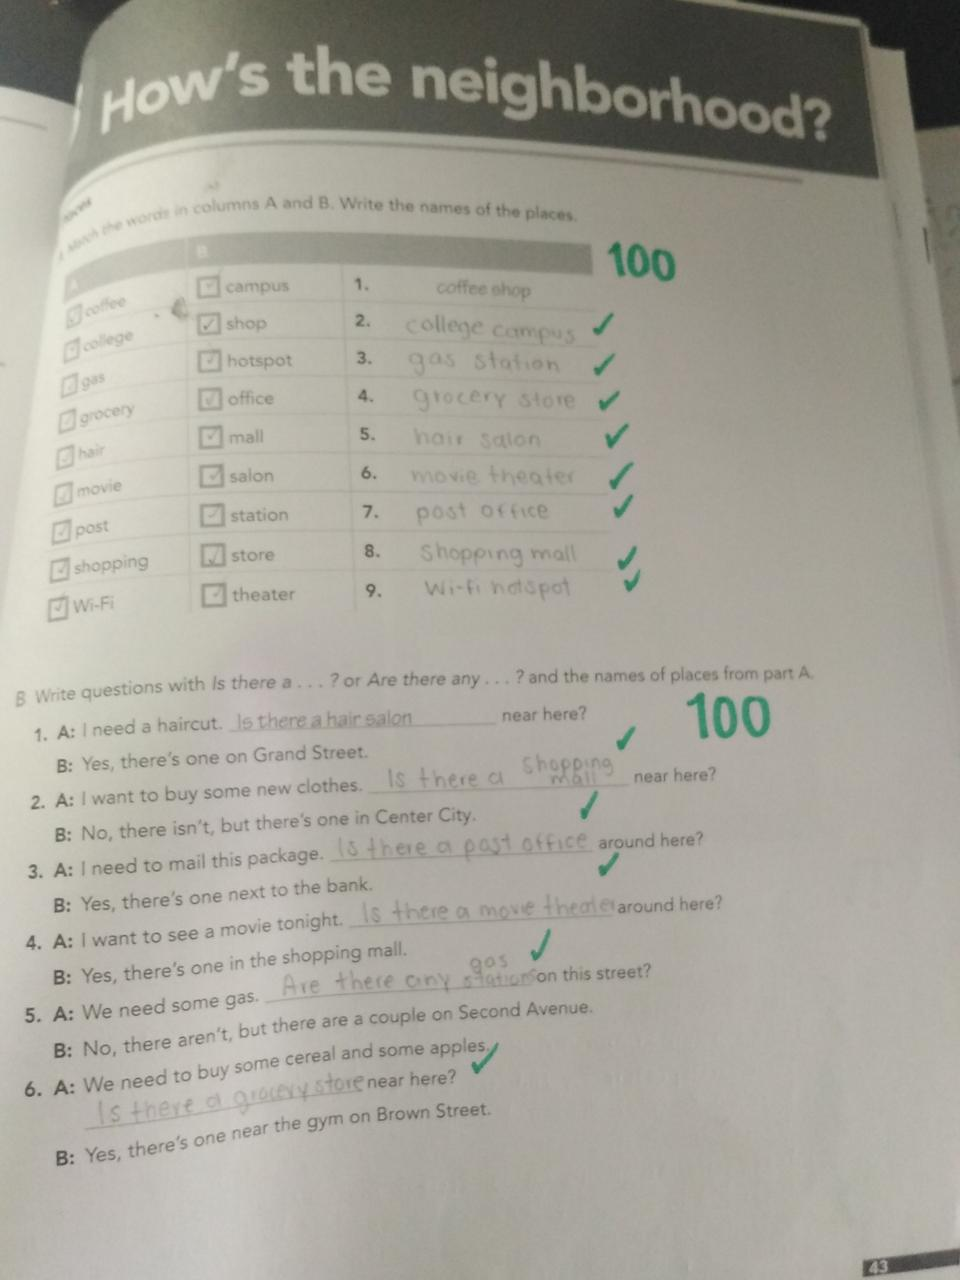 How's the neighborhood?
Match the words in columns A and B. Write the names of the places.
A B
100
coffee campus 1. coffee shop
college shop 2. college campus
gas hotspot 3. gas station
grocery office 4. grocery store
hair mall 5. hair salon
movie salon 6. movie theater
post station 7. post office
shopping store 8. Shopping mall
Wi-Fi theater 9. Wi-fi hotspot
B Write questions with Is there a . . . ? or Are there any . . . ? and the names of places from part A.
100
1. A: I need a haircut. Is there a hair salon near here?
B: Yes, there's one on Grand Street.
2. A: I want to buy some new clothes. Is there a Shopping mall near here?
B: No, there isn't, but there's one in Center City.
3. A: I need to mail this package. Is there a post office around here?
B: Yes, there's one next to the bank.
4. A: I want to see a movie tonight. Is there a movie theater around here?
B: Yes, there's one in the shopping mall.
5. A: We need some gas. Are there any gas stations on this street?
B: No, there aren't, but there are a couple on Second Avenue.
6. A: We need to buy some cereal and some apples.
Is there a grocery store near here?
B: Yes, there's one near the gym on Brown Street.
43